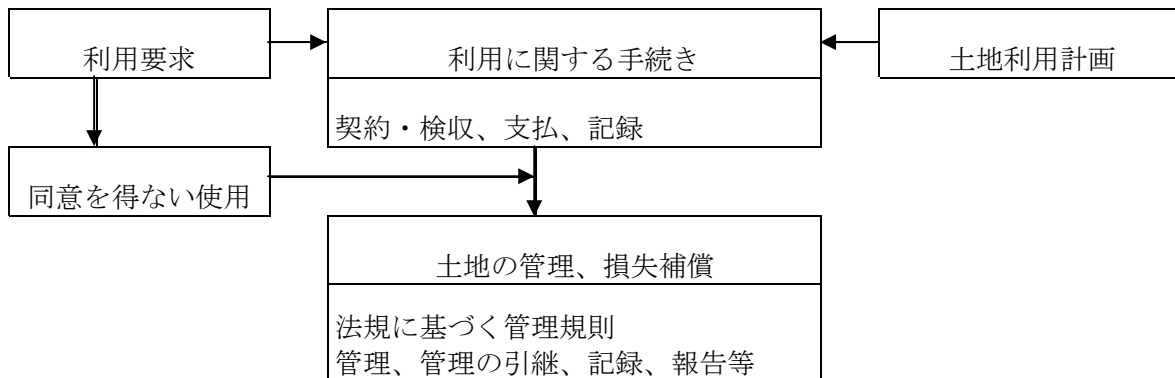 利用要求
利用に関する手続き
土地利用計画
契約・検収、支払、記録
同意を得ない使用
土地の管理、損失補償
法規に基づく管理規則
管理、管理の引継、記録、報告等